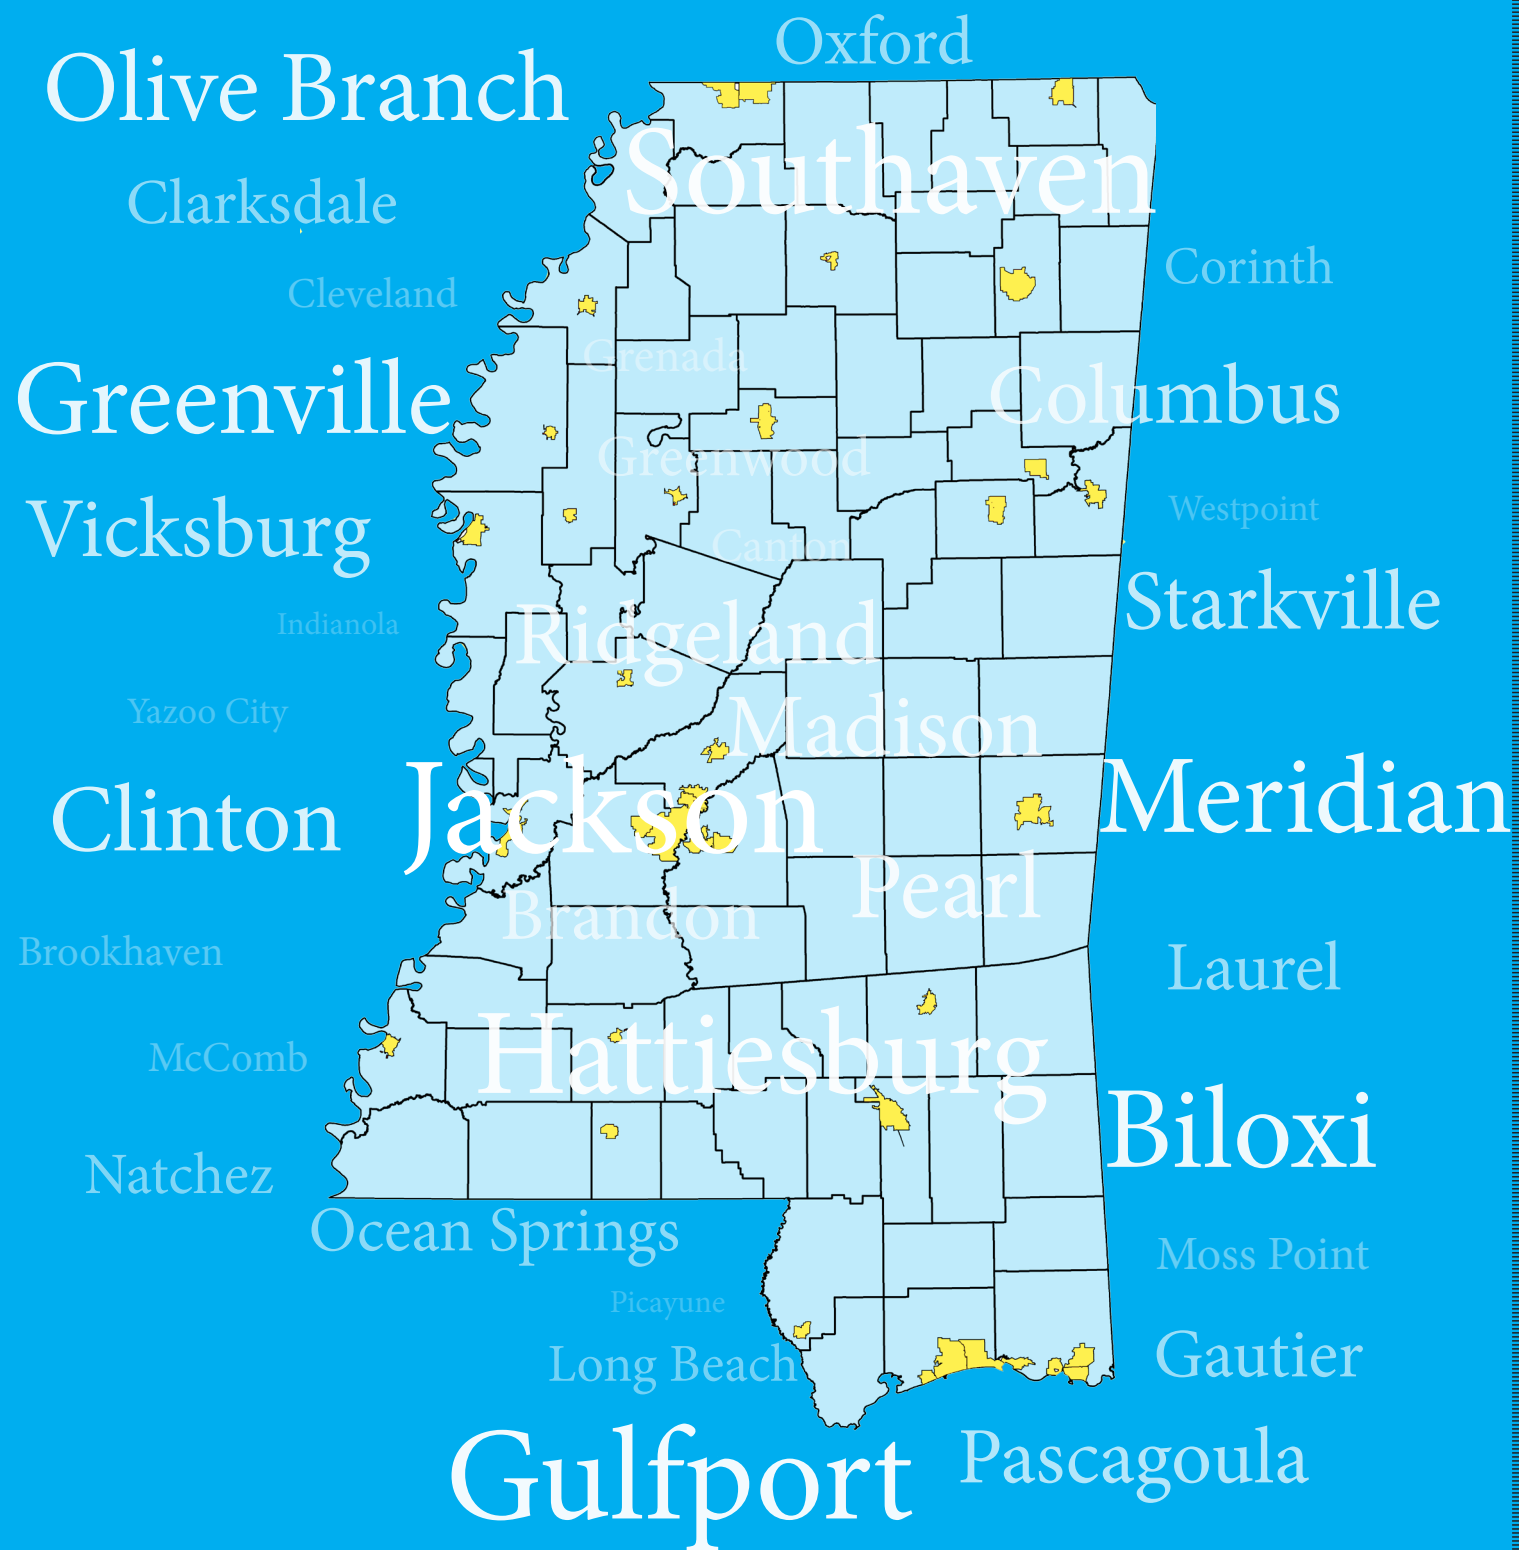 Oxford
Olive Branch
Southaven
Clarksdale
Corinth
Cleveland
Grenada
Greenville
Columbus
Greenwood
Westpoint
Vicksburg
Canton
Starkville
Indianola
Ridgeland
Yazoo City
Madison
Meridian
Jackson
Clinton
Pearl
Brandon
Brookhaven
Laurel
McComb
Hattiesburg
Biloxi
Natchez
Ocean Springs
Moss Point
Picayune
Gautier
Long Beach
Pascagoula
Gulfport